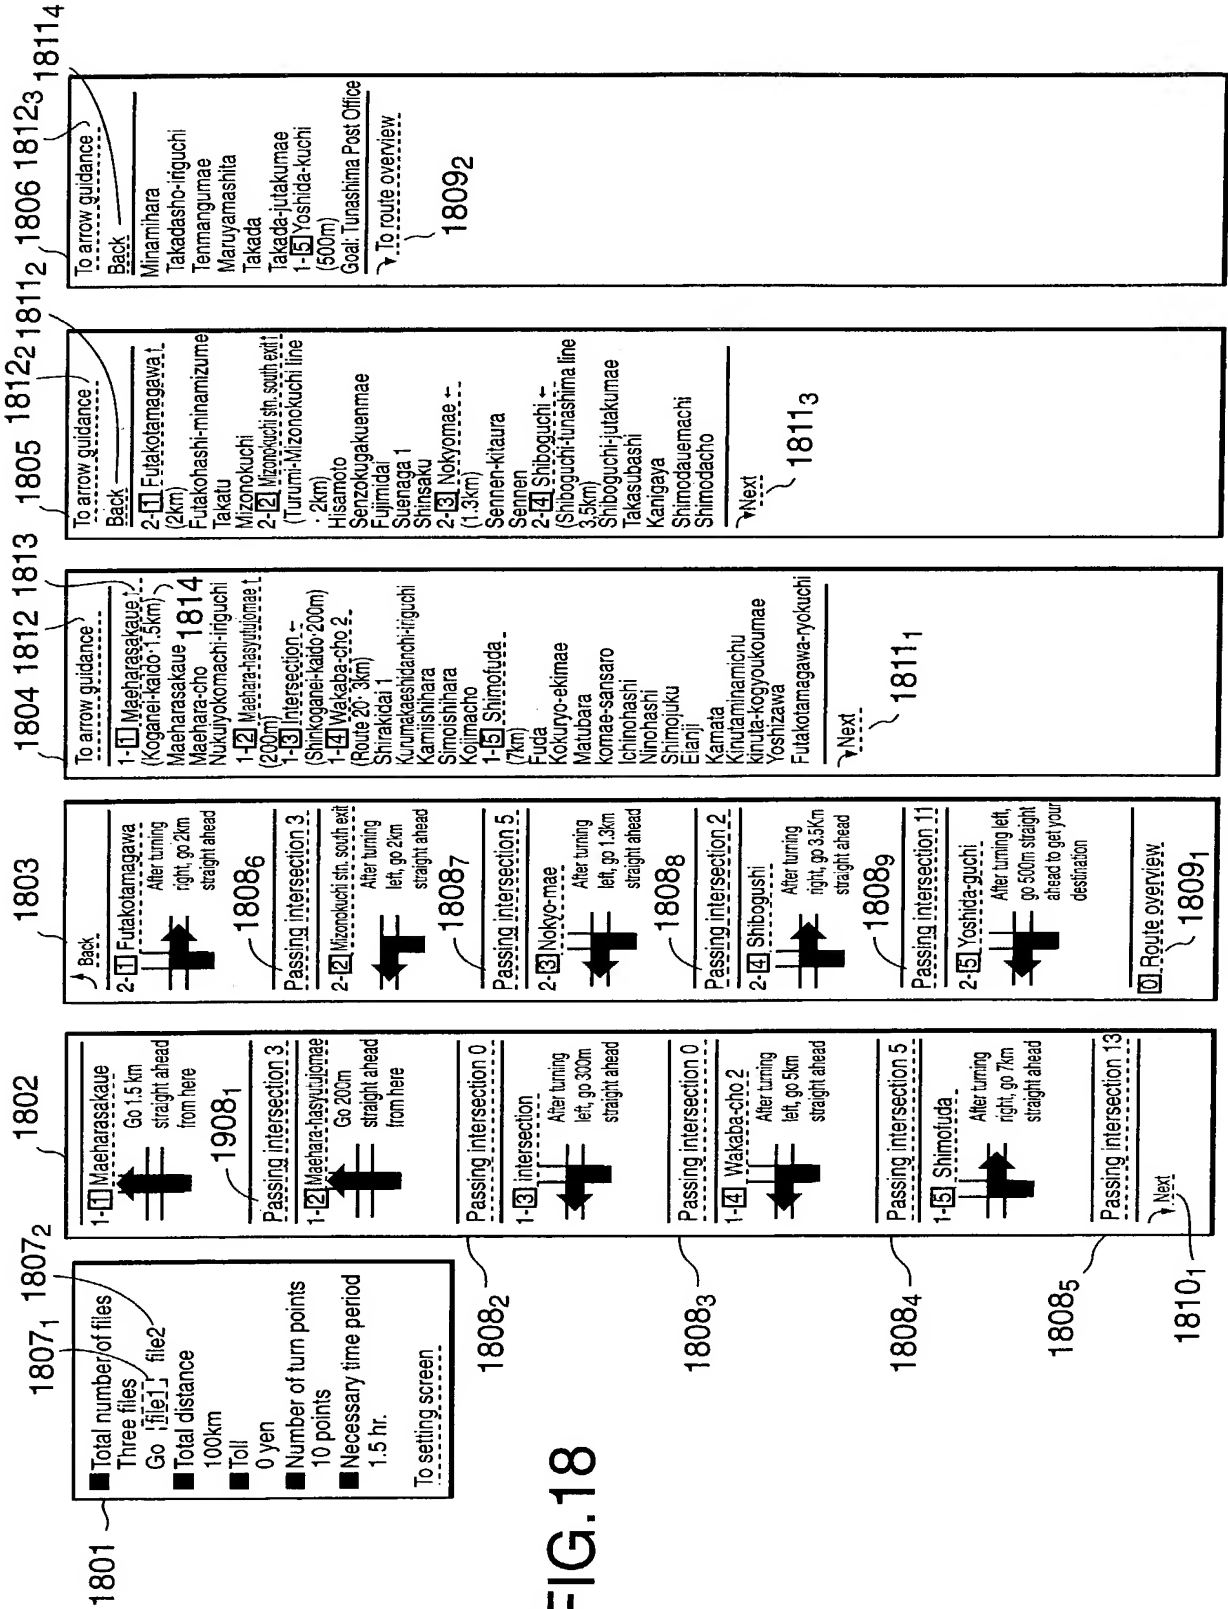 FIG.18
1801
1807₁
1807₂
■ Total number of files
Three files
Go file1 file2
■ Total distance
100km
■ Toll
0 yen
■ Number of turn points
10 points
■ Necessary time period
1.5 hr.
To setting screen
1802
1-1 Maeharasakaue
Go 1.5 km
straight ahead
from here
1908₁
Passing intersection 3
1-2 Maehara-hasyutujomae
Go 200m
straight ahead
from here
1808₂
Passing intersection 0
1-3 intersection
After turning
left, go 300m
straight ahead
1808₃
Passing intersection 0
1-4 Wakaba-cho 2
After turning
left, go 5km
straight ahead
1808₄
Passing intersection 5
1-5 Shimofuda
After turning
right, go 7km
straight ahead
1808₅
Passing intersection 13
Next
1810₁
1803
Back
2-1 Futakotamagawa
After turning
right, go 2km
straight ahead
1808₆
Passing intersection 3
2-2 Mizonokuchi stn. south exit
After turning
left, go 2km
straight ahead
1808₇
Passing intersection 5
2-3 Nokyo-mae
After turning
left, go 1.3km
straight ahead
1808₈
Passing intersection 2
2-4 Shibogushi
After turning
right, go 3.5Km
straight ahead
1808₉
Passing intersection 11
2-5 Yoshida-guchi
After turning left,
go 500m straight
ahead to get your
destination
0 Route overview
1809₁
1804
1812
1813
To arrow guidance
1-1 Maeharasakaue ↑
(Koganei-kaido·1.5km)
Maeharasakaue 1814
Maehara-cho
Nukuiyokomachi-iriguchi
1-2 Maehara-hasyutujomae ↑
(200m)
1-3 Intersection ←
(Shinkoganei-kaido·200m)
1-4 Wakaba-cho 2
(Route 20· 3km)
Shirakidai 1
Kurumakaeshidanchi-iriguchi
Kamishihara
Simoishihara
Kojimacho
1-5 Shimofuda
(7km)
Fuda
Kokuryo-ekimae
Matubara
komae-sansaro
Ichinohashi
Ninohashi
Shimojuku
Eianji
Kamata
Kinutaminamichu
kinuta-kogyoukoumae
Yoshizawa
Futakotamagawa-ryokuchi
Next
1811₁
1805
1812₂
1811₂
To arrow guidance
Back
2-1 Futakotamagawa ↑
(2km)
Futakohashi-minamizume
Takatu
Mizonokuchi
2-2 Mizonokuchi stn. south exit ↑
(Turumi-Mizonokuchi line
· 2km)
Hisamoto
Senzokugakuenmae
Fujimidai
Suenaga 1
Shinsaku
2-3 Nokyomae ←
(1.3km)
Sennen-kitaura
Sennen
2-4 Shiboguchi ←
(Shiboguchi-tunashima line
3,5km)
Shiboguchi-jutakumae
Takasubashi
Kanigaya
Shimodauemachi
Shimodacho
Next
1811₃
1806
1812₃
1811₄
To arrow guidance
Back
Minamihara
Takadasho-iriguchi
Tenmangumae
Maruyamashita
Takada
Takada-jutakumae
1-5 Yoshida-kuchi
(500m)
Goal: Tunashima Post Office
To route overview
1809₂